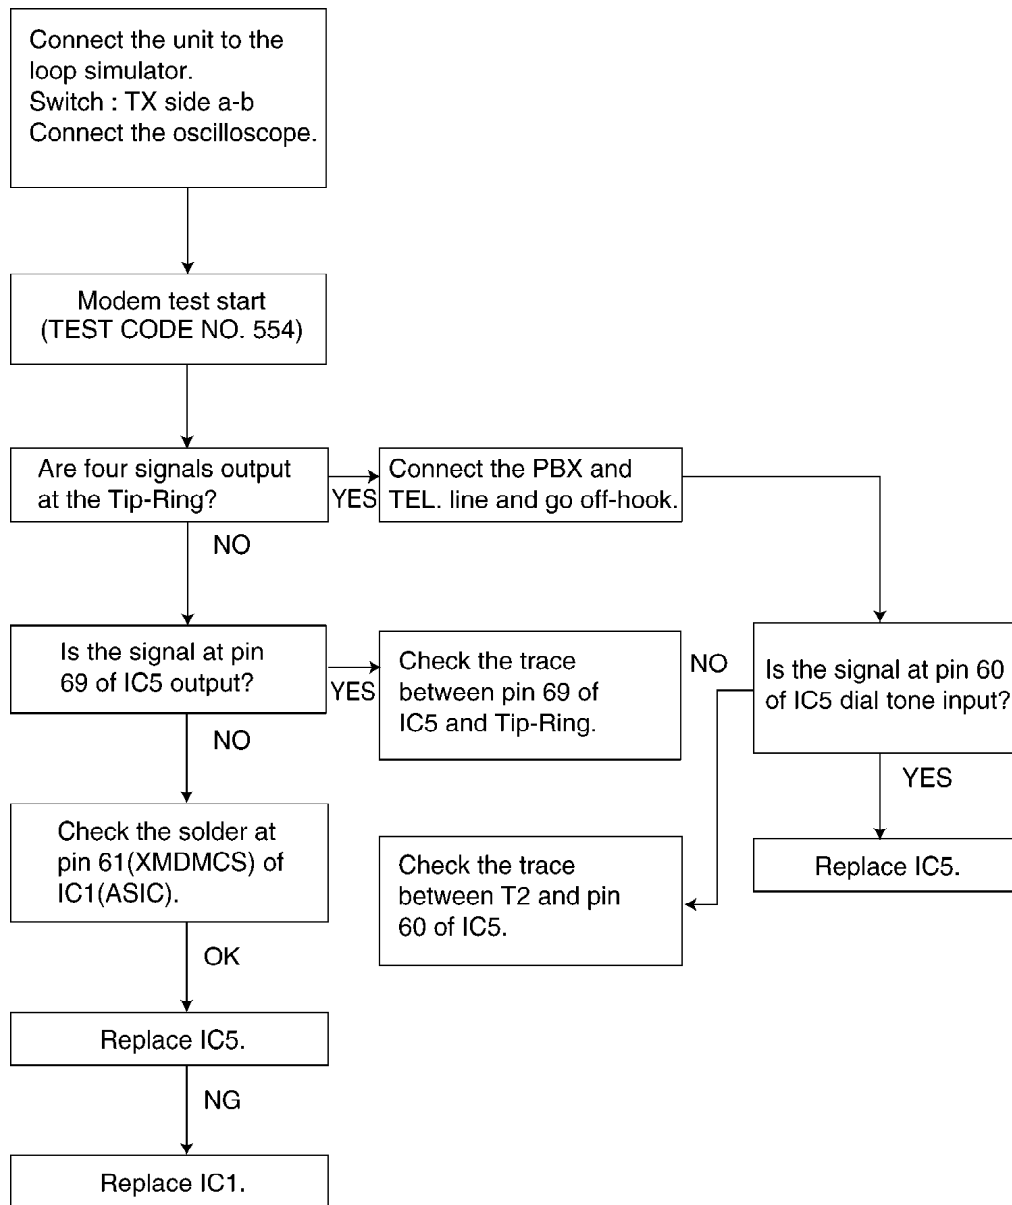 Connect the unit to the
loop simulator.
Switch : TX side a-b
Connect the oscilloscope.
Modem test start
(TEST CODE NO. 554)
Are four signals output
at the Tip-Ring?
YES
Connect the PBX and
TEL. line and go off-hook.
NO
Is the signal at pin
69 of IC5 output?
YES
Check the trace
between pin 69 of
IC5 and Tip-Ring.
NO
Is the signal at pin 60
of IC5 dial tone input?
NO
YES
Check the solder at
pin 61(XMDMCS) of
IC1(ASIC).
Check the trace
between T2 and pin
60 of IC5.
Replace IC5.
OK
Replace IC5.
NG
Replace IC1.